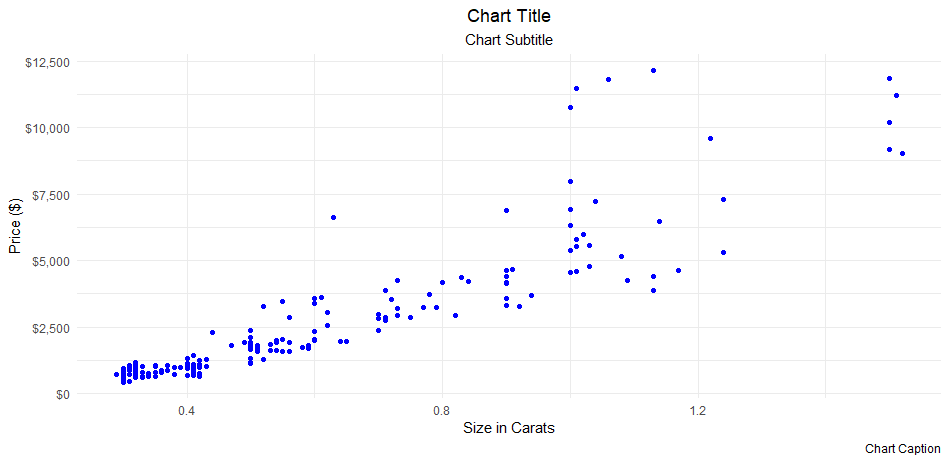 Chart Title
Chart Subtitle
Price ($)
$12,500
$10,000
$7,500
$5,000
$2,500
$0
0.4 0.8 1.2
Size in Carats
Chart Caption